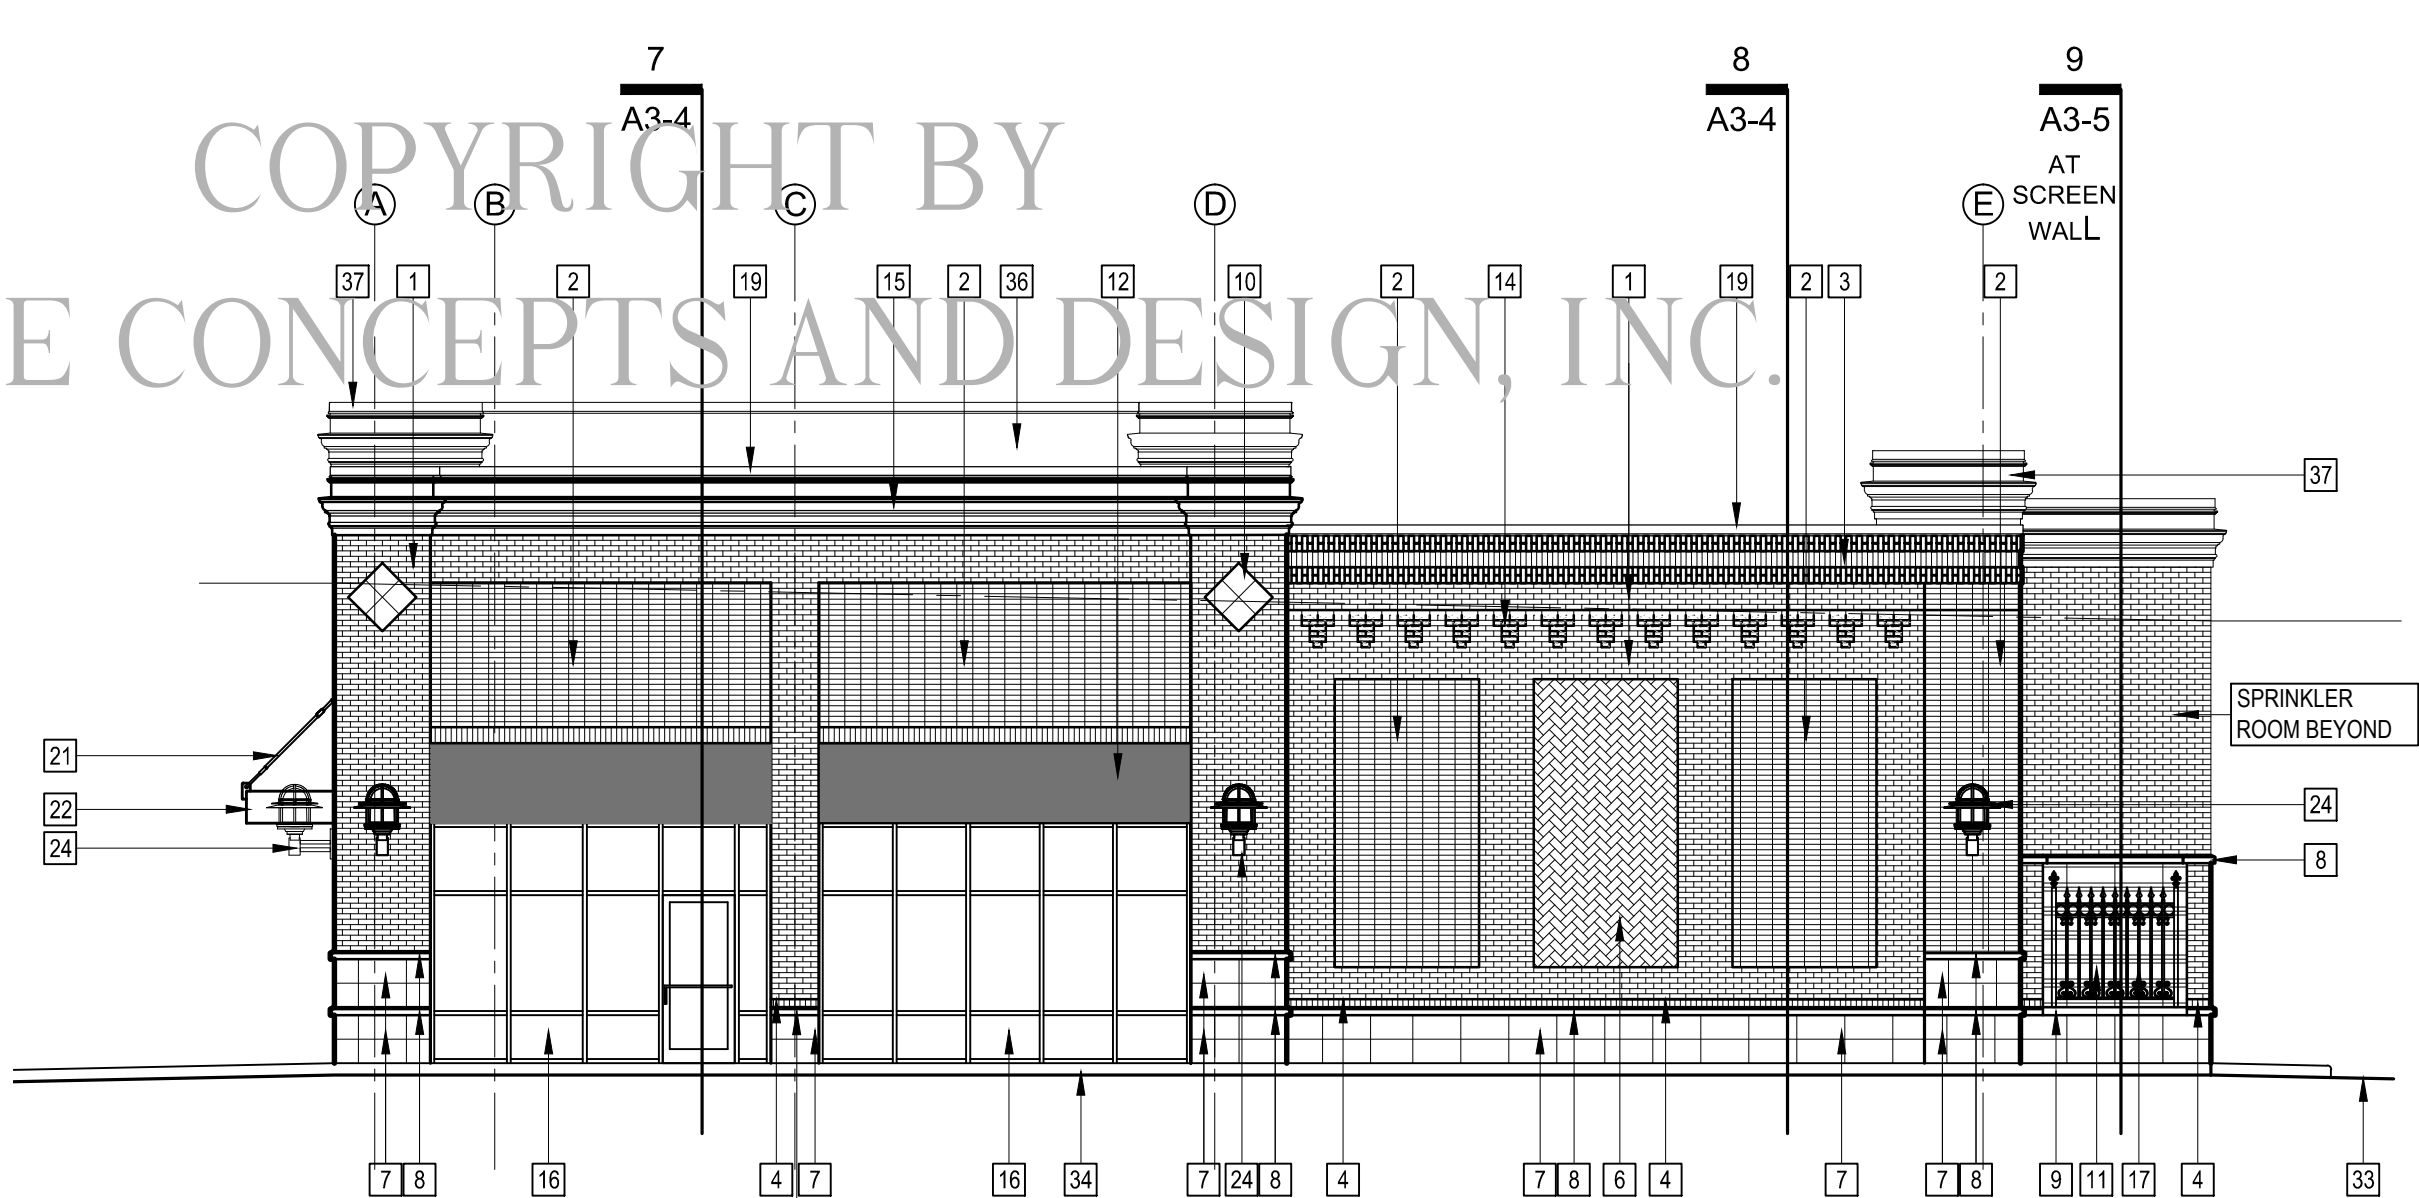 7
8
9
A3-4
A3-4
A3-5
COPYRIGHT BY
AT
SCREEN
WALL
A B C D E
37 1 2 19 15 2 36 12 10 2 14 1 19 2 3 2
E CONCEPTS AND DESIGN, INC.
37
SPRINKLER
ROOM BEYOND
21
22
24
24
8
7 8 16 4 7 16 34 7 24 8 4 7 8 6 4 7 7 8 9 11 17 4 33